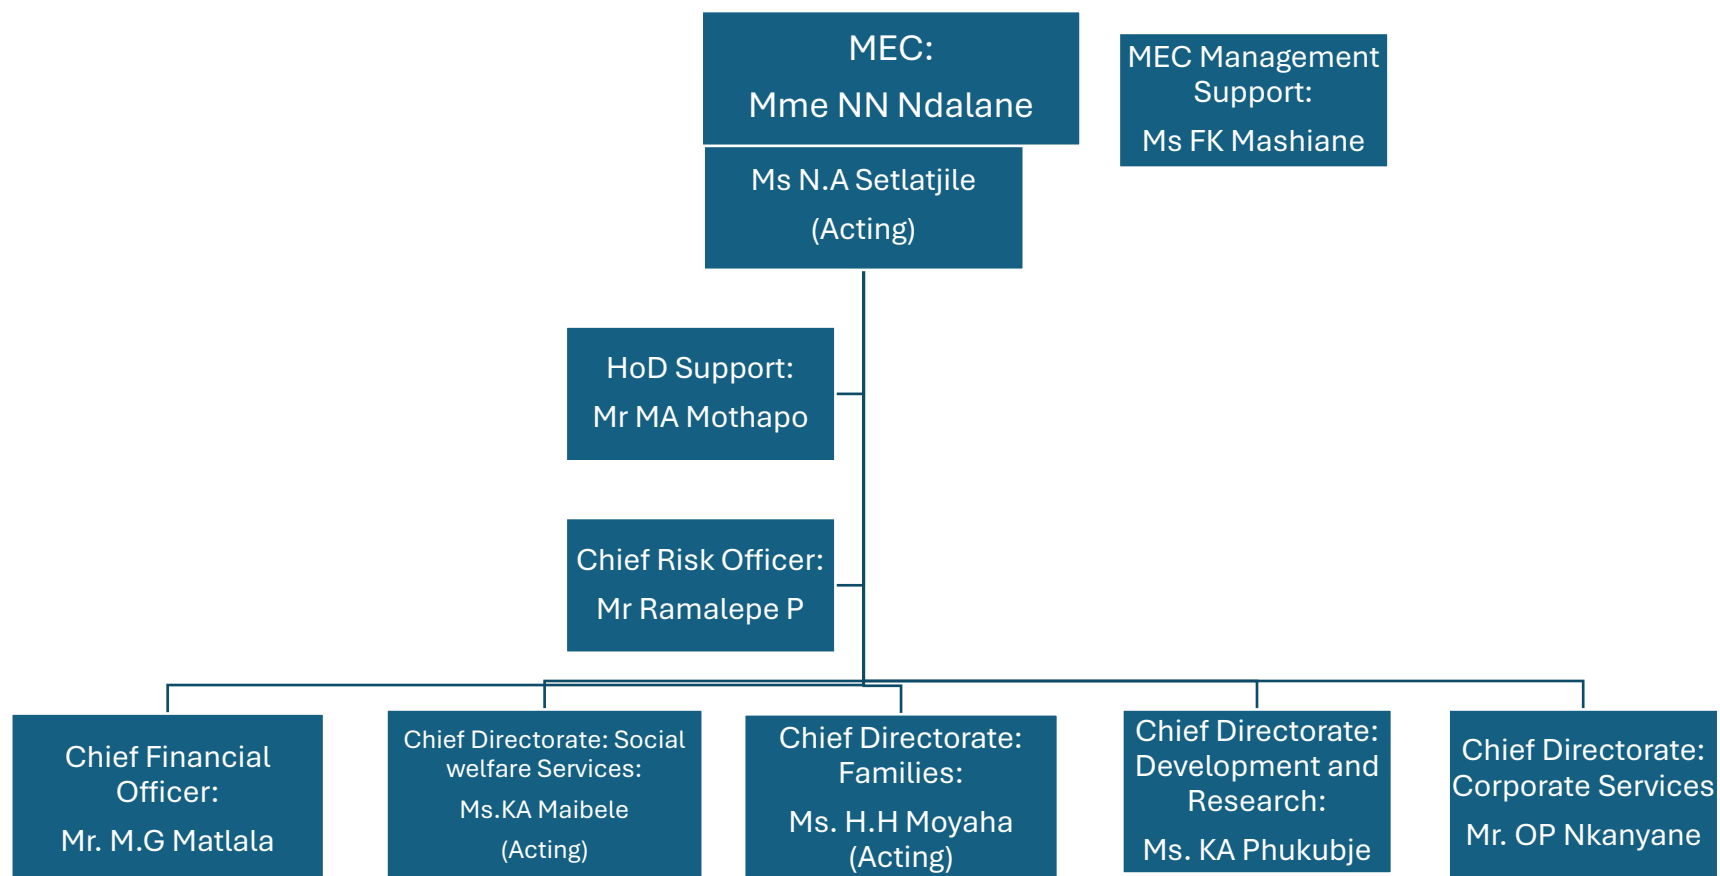 MEC:
Mme NN Ndalane
MEC Management
Support:
Ms FK Mashiane
Ms N.A Setlatjile
(Acting)
HoD Support:
Mr MA Mothapo
Chief Risk Officer:
Mr Ramalepe P
Chief Financial
Officer:
Mr. M.G Matlala
Chief Directorate: Social
welfare Services:
Ms.KA Maibele
(Acting)
Chief Directorate:
Families:
Ms. H.H Moyaha
(Acting)
Chief Directorate:
Development and
Research:
Ms. KA Phukubje
Chief Directorate:
Corporate Services
Mr. OP Nkanyane